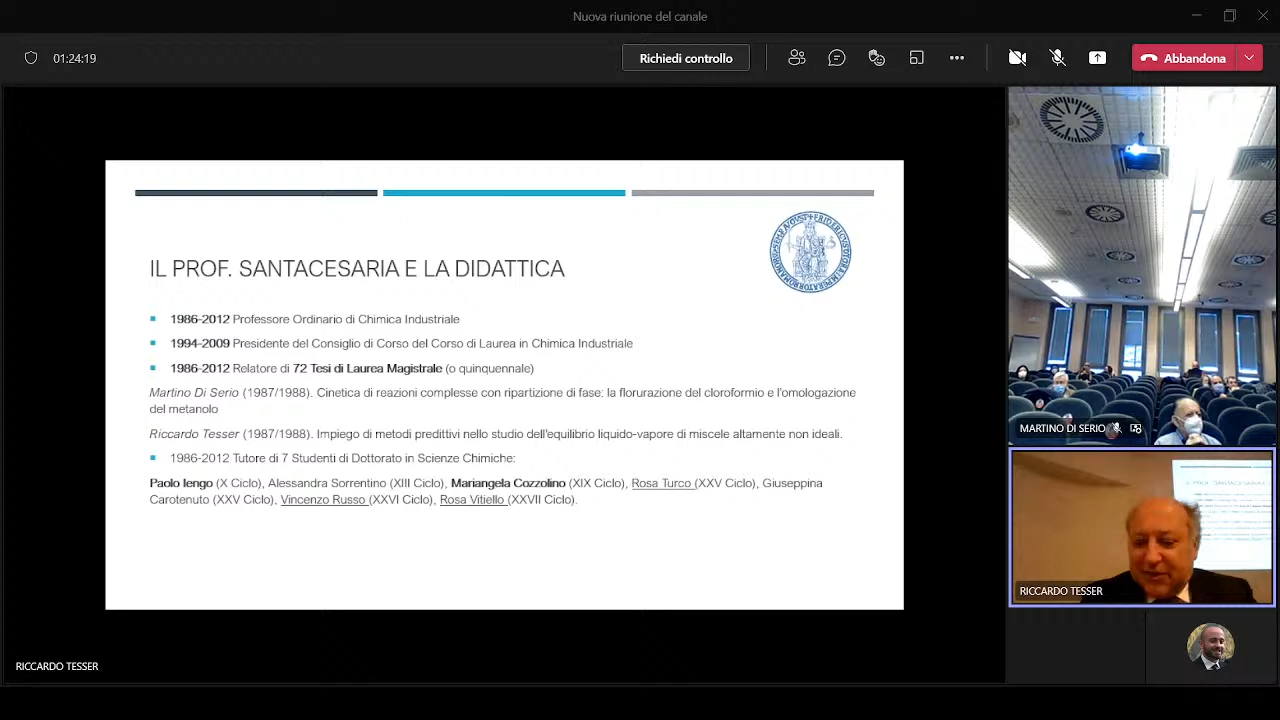 Nuova riunione del canale
01:24:19
Richiedi controllo
Abbandona
IL PROF. SANTACESARIA E LA DIDATTICA
1986-2012 Professore Ordinario di Chimica Industriale
1994-2009 Presidente del Consiglio di Corso del Corso di Laurea in Chimica Industriale
1986-2012 Relatore di 72 Tesi di Laurea Magistrale (o quinquennale)
Martino Di Serio (1987/1988). Cinetica di reazioni complesse con ripartizione di fase: la florurazione del cloroformio e l'omologazione
del metanolo
Riccardo Tesser (1987/1988). Impiego di metodi predittivi nello studio dell'equilibrio liquido-vapore di miscele altamente non ideali.
1986-2012 Tutore di 7 Studenti di Dottorato in Scienze Chimiche:
Paolo Iengo (X Ciclo), Alessandra Sorrentino (XIII Ciclo), Mariangela Cozzolino (XIX Ciclo), Rosa Turco (XXV Ciclo), Giuseppina
Carotenuto (XXV Ciclo), Vincenzo Russo (XXVI Ciclo), Rosa Vitiello (XXVII Ciclo).
MARTINO DI SERIO
RICCARDO TESSER
RICCARDO TESSER